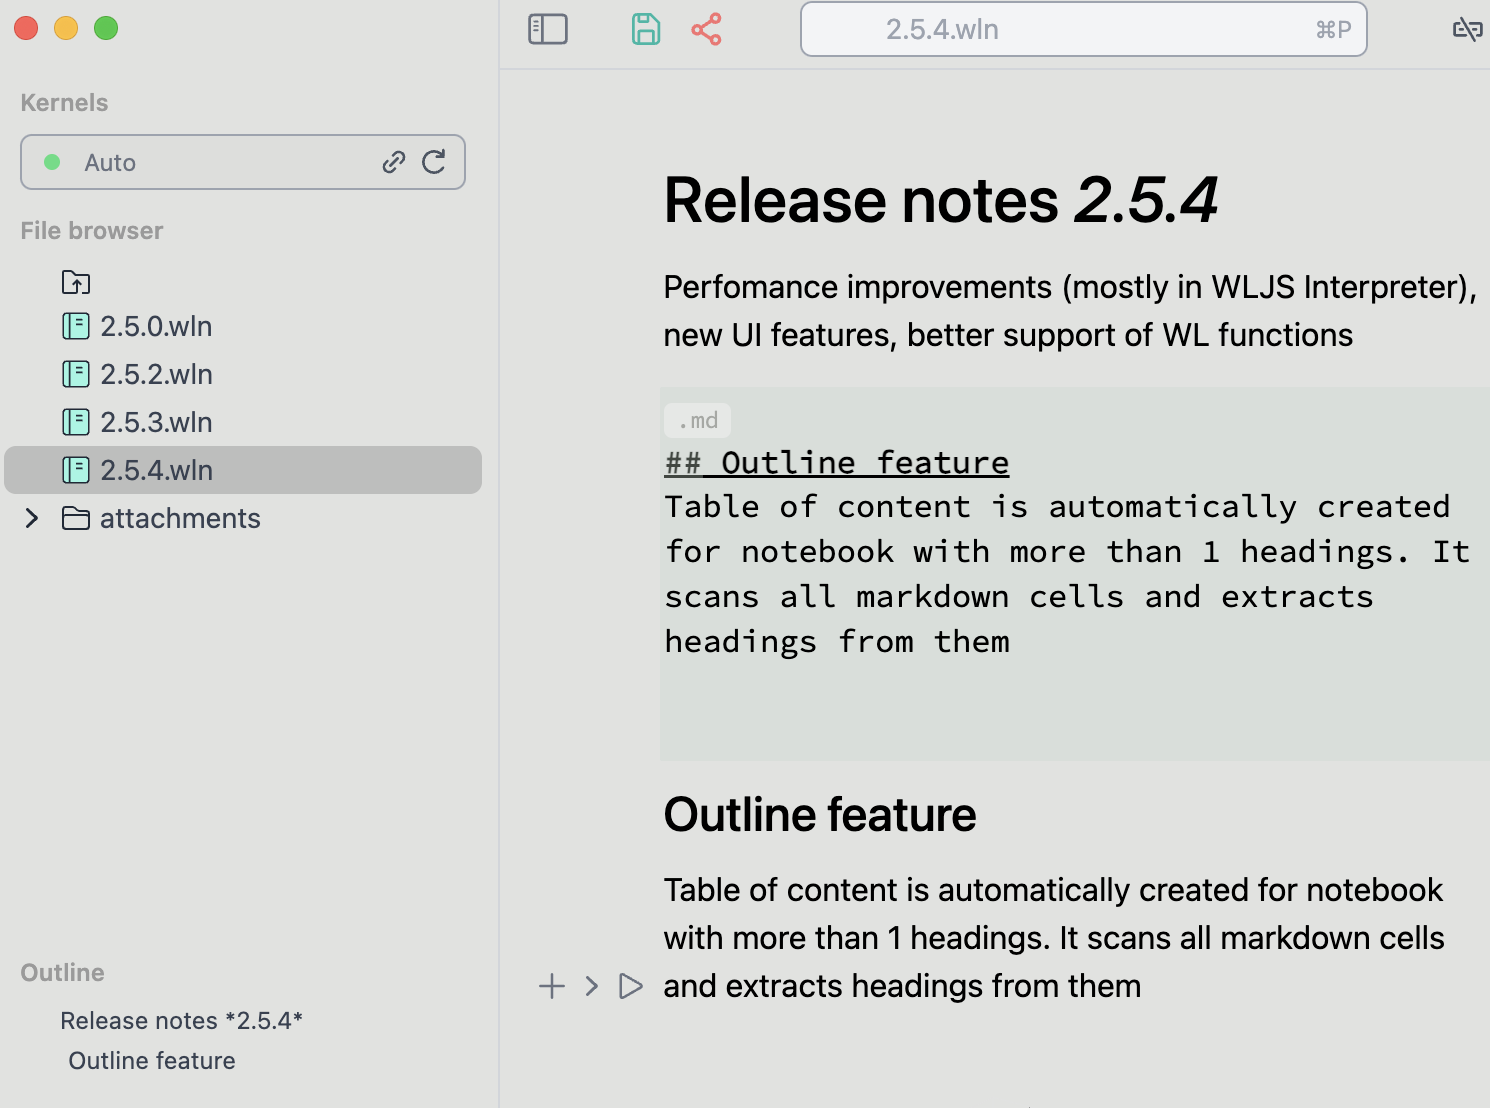 Kernels
Auto
File browser
2.5.0.wln
2.5.2.wln
2.5.3.wln
2.5.4.wln
attachments
Outline
Release notes *2.5.4*
Outline feature
2.5.4.wln ⌘P
Release notes 2.5.4
Perfomance improvements (mostly in WLJS Interpreter),
new UI features, better support of WL functions
.md
## Outline feature
Table of content is automatically created
for notebook with more than 1 headings. It
scans all markdown cells and extracts
headings from them
Outline feature
Table of content is automatically created for notebook
with more than 1 headings. It scans all markdown cells
and extracts headings from them